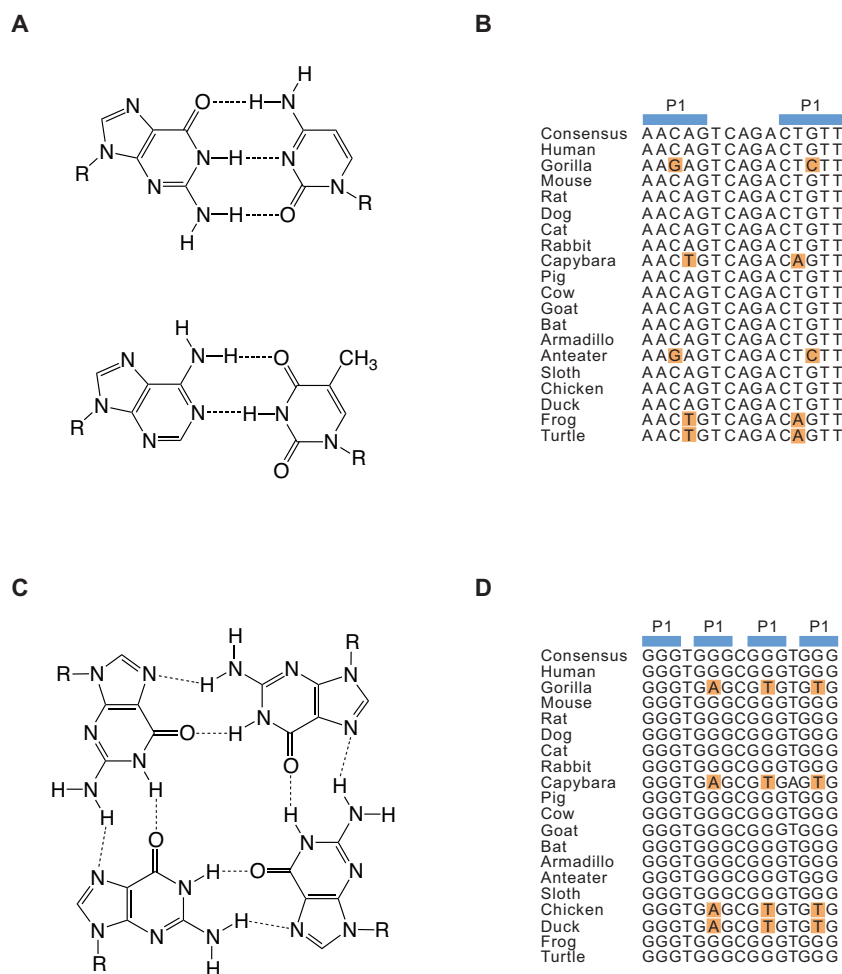 A
H
O H N
N
N H N
R N N
N R
N H O
H
H
N N H O CH3
R N N H N
N N
O R
B
P1 P1
Consensus AACAGTCAGACTGTT
Human AACAGTCAGACTGTT
Gorilla AAGAGTCAGACTCTT
Mouse AACAGTCAGACTGTT
Rat AACAGTCAGACTGTT
Dog AACAGTCAGACTGTT
Cat AACAGTCAGACTGTT
Rabbit AACAGTCAGACTGTT
Capybara AACTGTCAGACAGTT
Pig AACAGTCAGACTGTT
Cow AACAGTCAGACTGTT
Goat AACAGTCAGACTGTT
Bat AACAGTCAGACTGTT
Armadillo AACAGTCAGACTGTT
Anteater AAGAGTCAGACTCTT
Sloth AACAGTCAGACTGTT
Chicken AACAGTCAGACTGTT
Duck AACAGTCAGACTGTT
Frog AACTGTCAGACAGTT
Turtle AACTGTCAGACAGTT
C
H R
R N N H N N N
N O H N N
N H O
H N H H H N H
H O H N N
N N H O
N N N H N N R
R H
D
P1 P1 P1 P1
Consensus GGGTGGGCGGGTGGG
Human GGGTGGGCGGGTGGG
Gorilla GGGTGAGCGTGTGTG
Mouse GGGTGGGCGGGTGGG
Rat GGGTGGGCGGGTGGG
Dog GGGTGGGCGGGTGGG
Cat GGGTGGGCGGGTGGG
Rabbit GGGTGGGCGGGTGGG
Capybara GGGTGAGCGTGAGTG
Pig GGGTGGGCGGGTGGG
Cow GGGTGGGCGGGTGGG
Goat GGGTGGGCGGGTGGG
Bat GGGTGGGCGGGTGGG
Armadillo GGGTGGGCGGGTGGG
Anteater GGGTGGGCGGGTGGG
Sloth GGGTGGGCGGGTGGG
Chicken GGGTGAGCGTGTGTG
Duck GGGTGAGCGTGTGTG
Frog GGGTGGGCGGGTGGG
Turtle GGGTGGGCGGGTGGG